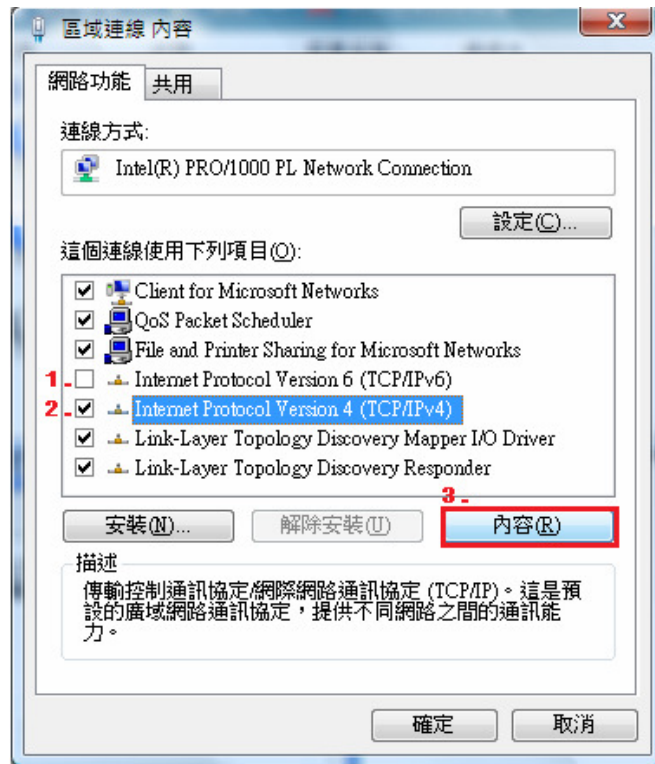 區域連線 內容
網路功能 共用
連線方式:
Intel(R) PRO/1000 PL Network Connection
設定(C)...
這個連線使用下列項目(O):
Client for Microsoft Networks
QoS Packet Scheduler
File and Printer Sharing for Microsoft Networks
1. Internet Protocol Version 6 (TCP/IPv6)
2. Internet Protocol Version 4 (TCP/IPv4)
Link-Layer Topology Discovery Mapper I/O Driver
Link-Layer Topology Discovery Responder
3.
安裝(N)... 解除安裝(U) 內容(R)
描述
傳輸控制通訊協定/網際網路通訊協定 (TCP/IP)。這是預
設的廣域網路通訊協定,提供不同網路之間的通訊能
力。
確定 取消